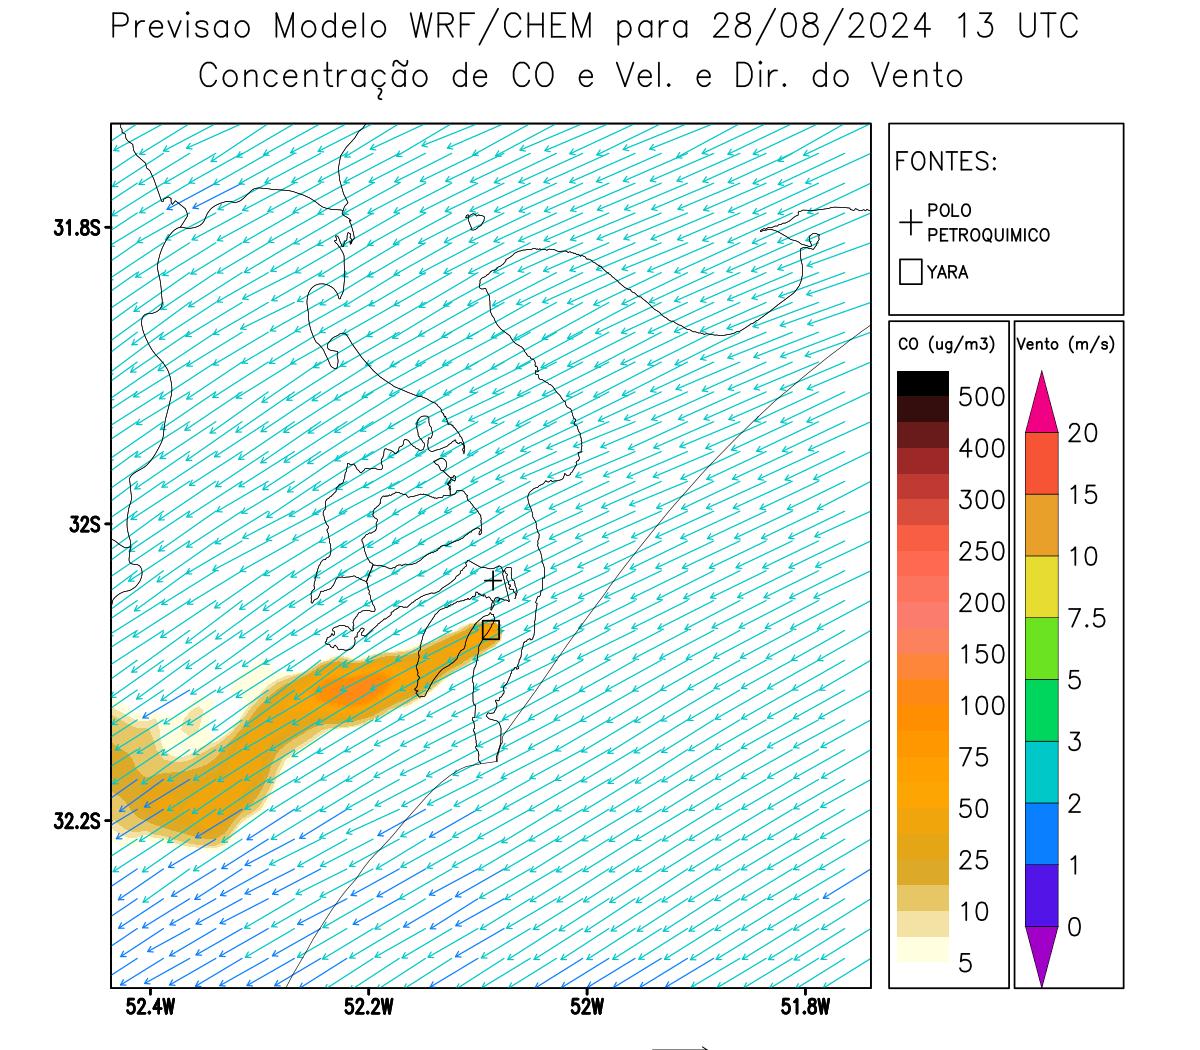 Previsao Modelo WRF/CHEM para 28/08/2024 13 UTC
Concentração de CO e Vel. e Dir. do Vento
FONTES:
POLO
PETROQUIMICO
YARA
31.8S
32S
32.2S
52.4W
52.2W
52W
51.8W
CO (ug/m3)
500
400
300
250
200
150
100
75
50
25
10
5
Vento (m/s)
20
15
10
7.5
5
3
2
1
0